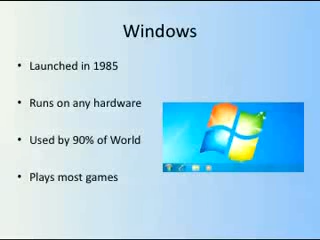 Windows
• Launched in 1985
• Runs on any hardware
• Used by 90% of World
• Plays most games